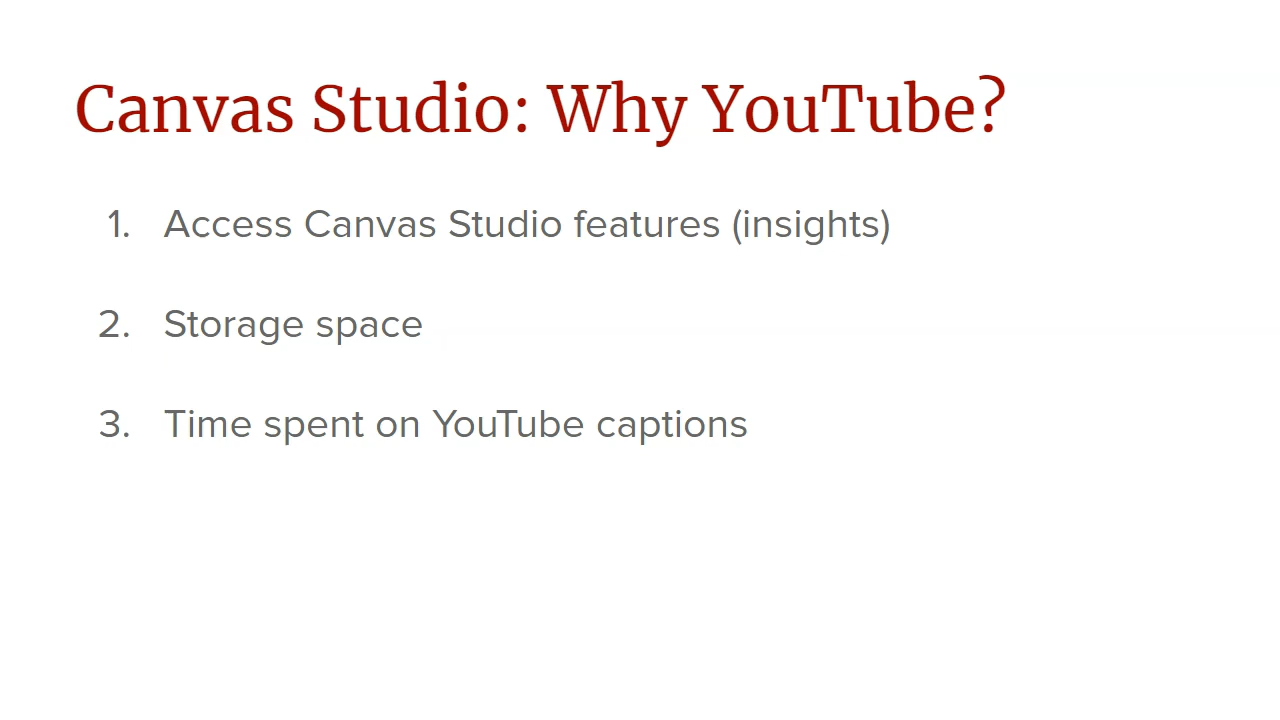 Canvas Studio: Why YouTube?
1. Access Canvas Studio features (insights)
2. Storage space
3. Time spent on YouTube captions